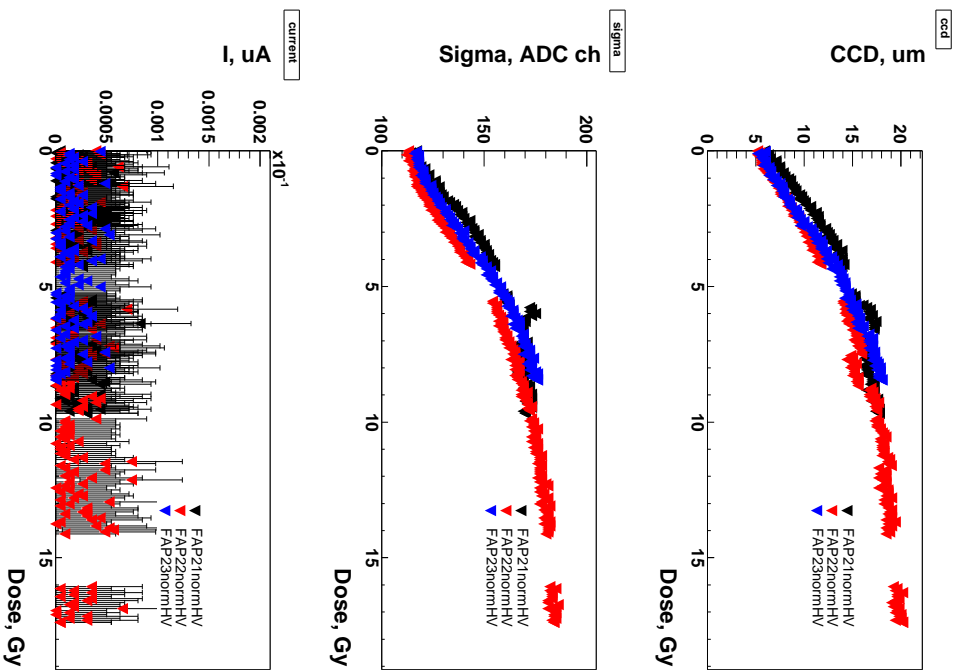 ccd
CCD, um
20
15
10
5
0
FAP21normHV
FAP22normHV
FAP23normHV
sigma
Sigma, ADC ch
200
150
100
0
FAP21normHV
FAP22normHV
FAP23normHV
current
I, uA
x10-1
0.002
0.0015
0.001
0.0005
0
0
5
10
15
FAP21normHV
FAP22normHV
FAP23normHV
Dose, Gy
0
5
10
15
Dose, Gy
0
5
10
15
Dose, Gy